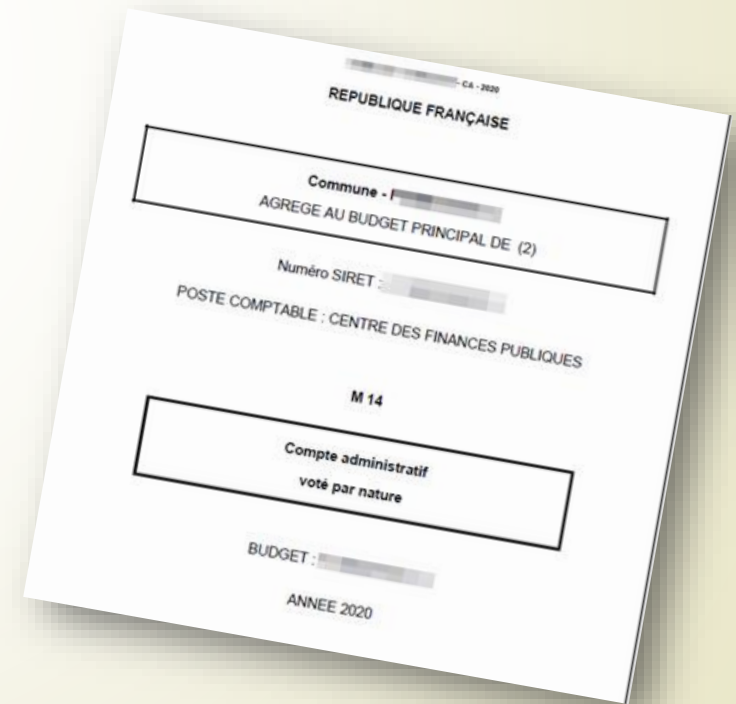 - CA - 2020
REPUBLIQUE FRANÇAISE
Commune -
AGREGE AU BUDGET PRINCIPAL DE (2)
Numéro SIRET :
POSTE COMPTABLE : CENTRE DES FINANCES PUBLIQUES
M 14
Compte administratif
voté par nature
BUDGET :
ANNEE 2020